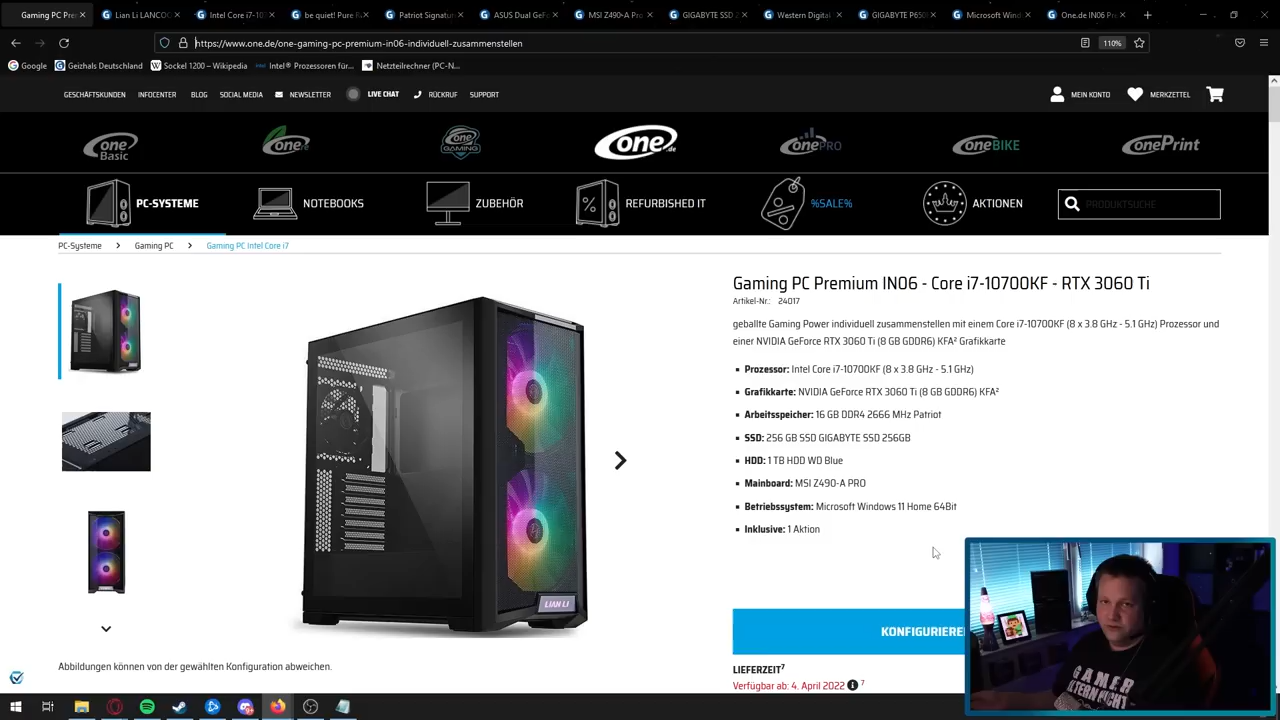 Gaming PC Pre
Lian Li LANCOO
Intel Core i7-10
be quiet! Pure R
Patriot Signatur
ASUS Dual GeF
MSI Z490-A Pro
GIGABYTE SSD 2
Western Digital
GIGABYTE P650
Microsoft Wind
One.de IN06 Pre
https://www.one.de/one-gaming-pc-premium-in06-individuell-zusammenstellen
110%
Google
Geizhals Deutschland
Sockel 1200 – Wikipedia
Intel® Prozessoren für...
Netzteilrechner (PC-N...
GESCHÄFTSKUNDEN INFOCENTER BLOG SOCIAL MEDIA NEWSLETTER LIVE CHAT RÜCKRUF SUPPORT
MEIN KONTO MERKZETTEL
one Basic
one
one GAMING
one.de
onePRO
oneBIKE
onePrint
PC-SYSTEME NOTEBOOKS ZUBEHÖR REFURBISHED IT %SALE% AKTIONEN PRODUKTSUCHE
PC-Systeme Gaming PC Gaming PC Intel Core i7
Gaming PC Premium IN06 - Core i7-10700KF - RTX 3060 Ti
Artikel-Nr.: 24017
geballte Gaming Power individuell zusammenstellen mit einem Core i7-10700KF (8 x 3.8 GHz - 5.1 GHz) Prozessor und
einer NVIDIA GeForce RTX 3060 Ti (8 GB GDDR6) KFA² Grafikkarte
Prozessor: Intel Core i7-10700KF (8 x 3.8 GHz - 5.1 GHz)
Grafikkarte: NVIDIA GeForce RTX 3060 Ti (8 GB GDDR6) KFA²
Arbeitsspeicher: 16 GB DDR4 2666 MHz Patriot
SSD: 256 GB SSD GIGABYTE SSD 256GB
HDD: 1 TB HDD WD Blue
Mainboard: MSI Z490-A PRO
Betriebssystem: Microsoft Windows 11 Home 64Bit
Inklusive: 1 Aktion
LIAN LI
KONFIGURIERE
LIEFERZEIT⁷
Verfügbar ab: 4. April 2022 ⁷
Abbildungen können von der gewählten Konfiguration abweichen.
GAMER